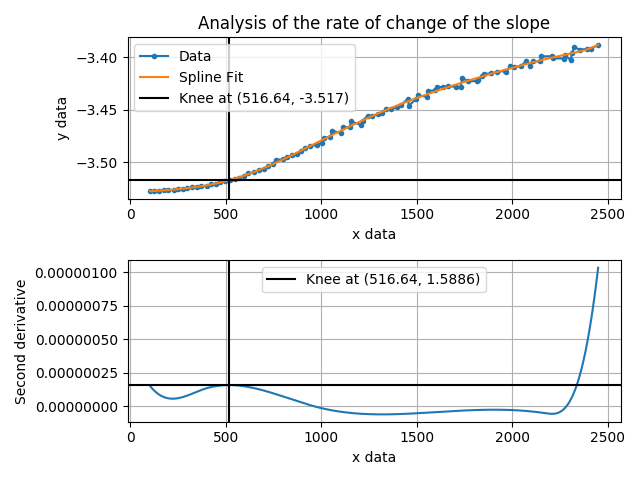 Analysis of the rate of change of the slope
−3.40
−3.45
−3.50
y data
Data
Spline Fit
Knee at (516.64, -3.517)
0 500 1000 1500 2000 2500
x data
0.00000100
0.00000075
0.00000050
0.00000025
0.00000000
Second derivative
Knee at (516.64, 1.5886)
0 500 1000 1500 2000 2500
x data